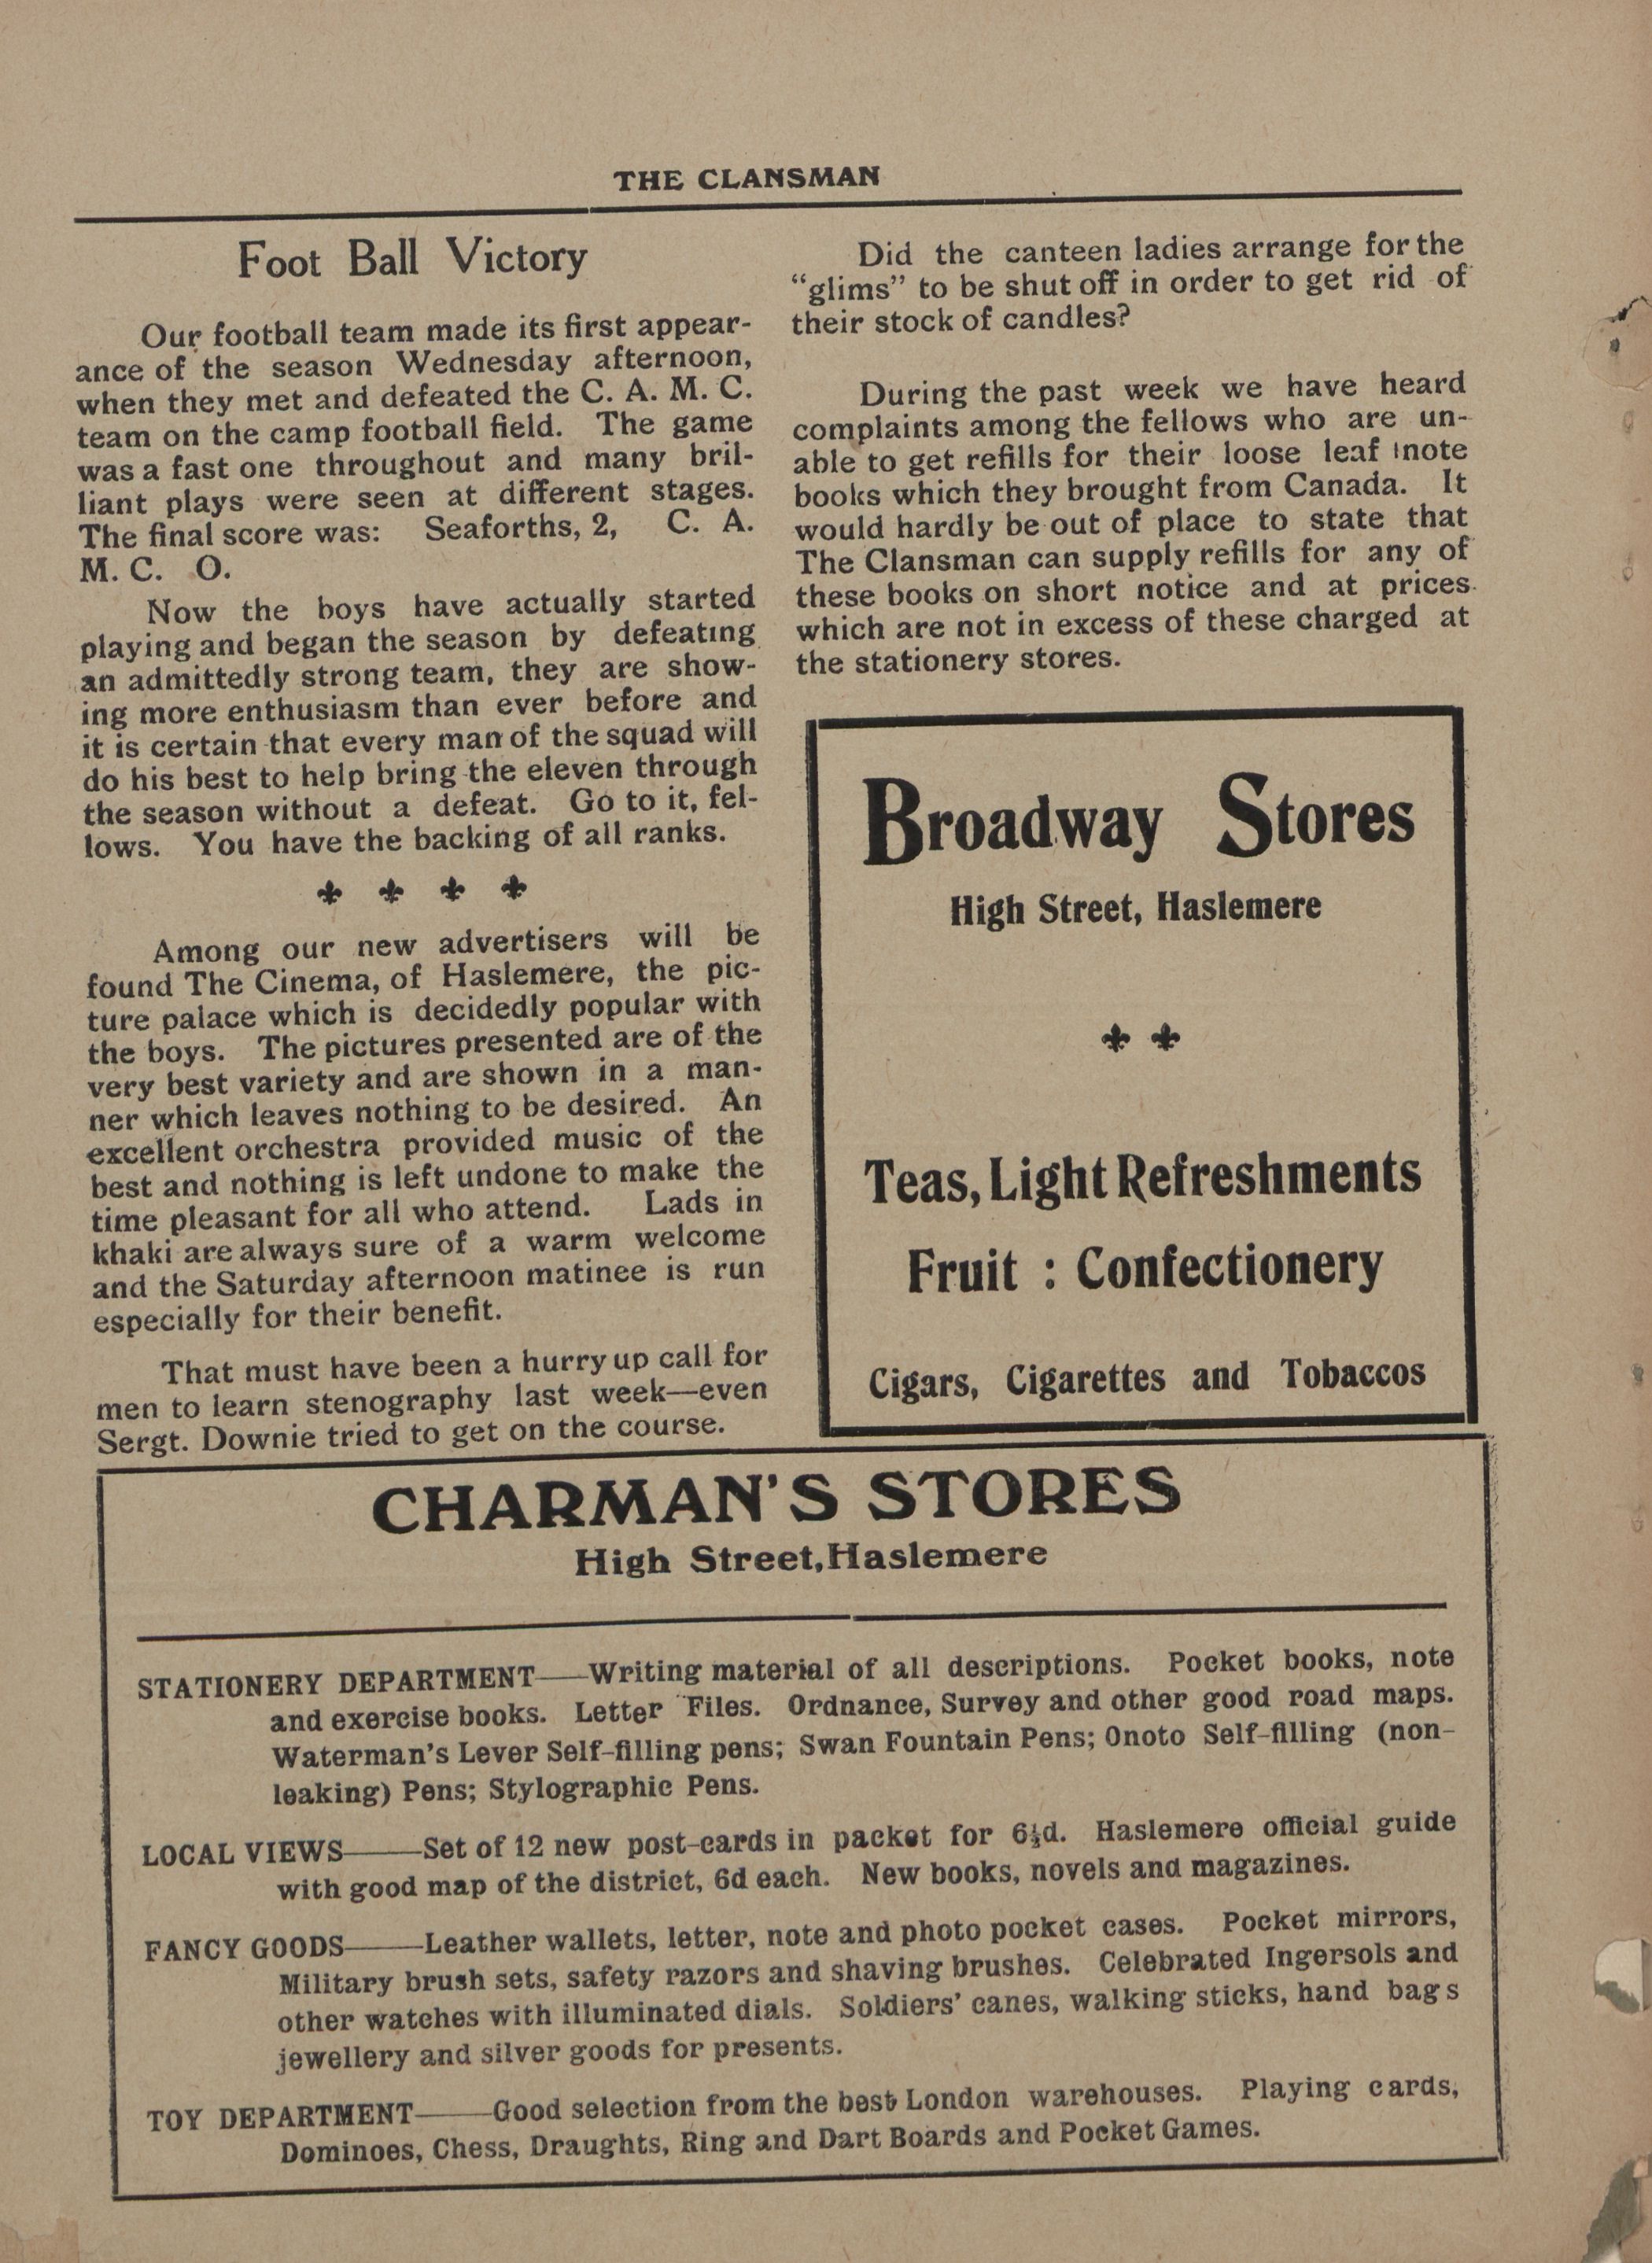 THE CLANSMAN
Foot Ball Victory
Our football team made its first appear-
ance of the season Wednesday afternoon,
when they met and defeated the C. A. M. C.
team on the camp football field. The game
was a fast one throughout and many bril-
liant plays were seen at different stages.
The final score was: Seaforths, 2, C. A.
M. C. O.
Now the boys have actually started
playing and began the season by defeating
an admittedly strong team, they are show-
ing more enthusiasm than ever before and
it is certain that every man of the squad will
do his best to help bring the eleven through
the season without a defeat. Go to it, fel-
lows. You have the backing of all ranks.
Among our new advertisers will be
found The Cinema, of Haslemere, the pic-
ture palace which is decidedly popular with
the boys. The pictures presented are of the
very best variety and are shown in a man-
ner which leaves nothing to be desired. An
excellent orchestra provided music of the
best and nothing is left undone to make the
time pleasant for all who attend. Lads in
khaki are always sure of a warm welcome
and the Saturday afternoon matinee is run
especially for their benefit.
That must have been a hurry up call for
men to learn stenography last week—even
Sergt. Downie tried to get on the course.
Did the canteen ladies arrange for the
“glims” to be shut off in order to get rid of
their stock of candles?
During the past week we have heard
complaints among the fellows who are un-
able to get refills for their loose leaf note
books which they brought from Canada. It
would hardly be out of place to state that
The Clansman can supply refills for any of
these books on short notice and at prices
which are not in excess of these charged at
the stationery stores.
Broadway Stores
High Street, Haslemere
Teas, Light Refreshments
Fruit : Confectionery
Cigars, Cigarettes and Tobaccos
CHARMAN'S STORES
High Street, Haslemere
STATIONERY DEPARTMENT—Writing material of all descriptions. Pocket books, note
and exercise books. Letter Files. Ordnance, Survey and other good road maps.
Waterman's Lever Self-filling pens; Swan Fountain Pens; Onoto Self-filling (non-
leaking) Pens; Stylographic Pens.
LOCAL VIEWS—Set of 12 new post-cards in packet for 6½d. Haslemere official guide
with good map of the district, 6d each. New books, novels and magazines.
FANCY GOODS—Leather wallets, letter, note and photo pocket cases. Pocket mirrors,
Military brush sets, safety razors and shaving brushes. Celebrated Ingersols and
other watches with illuminated dials. Soldiers' canes, walking sticks, hand bags
jewellery and silver goods for presents.
TOY DEPARTMENT—Good selection from the best London warehouses. Playing cards,
Dominoes, Chess, Draughts, Ring and Dart Boards and Pocket Games.